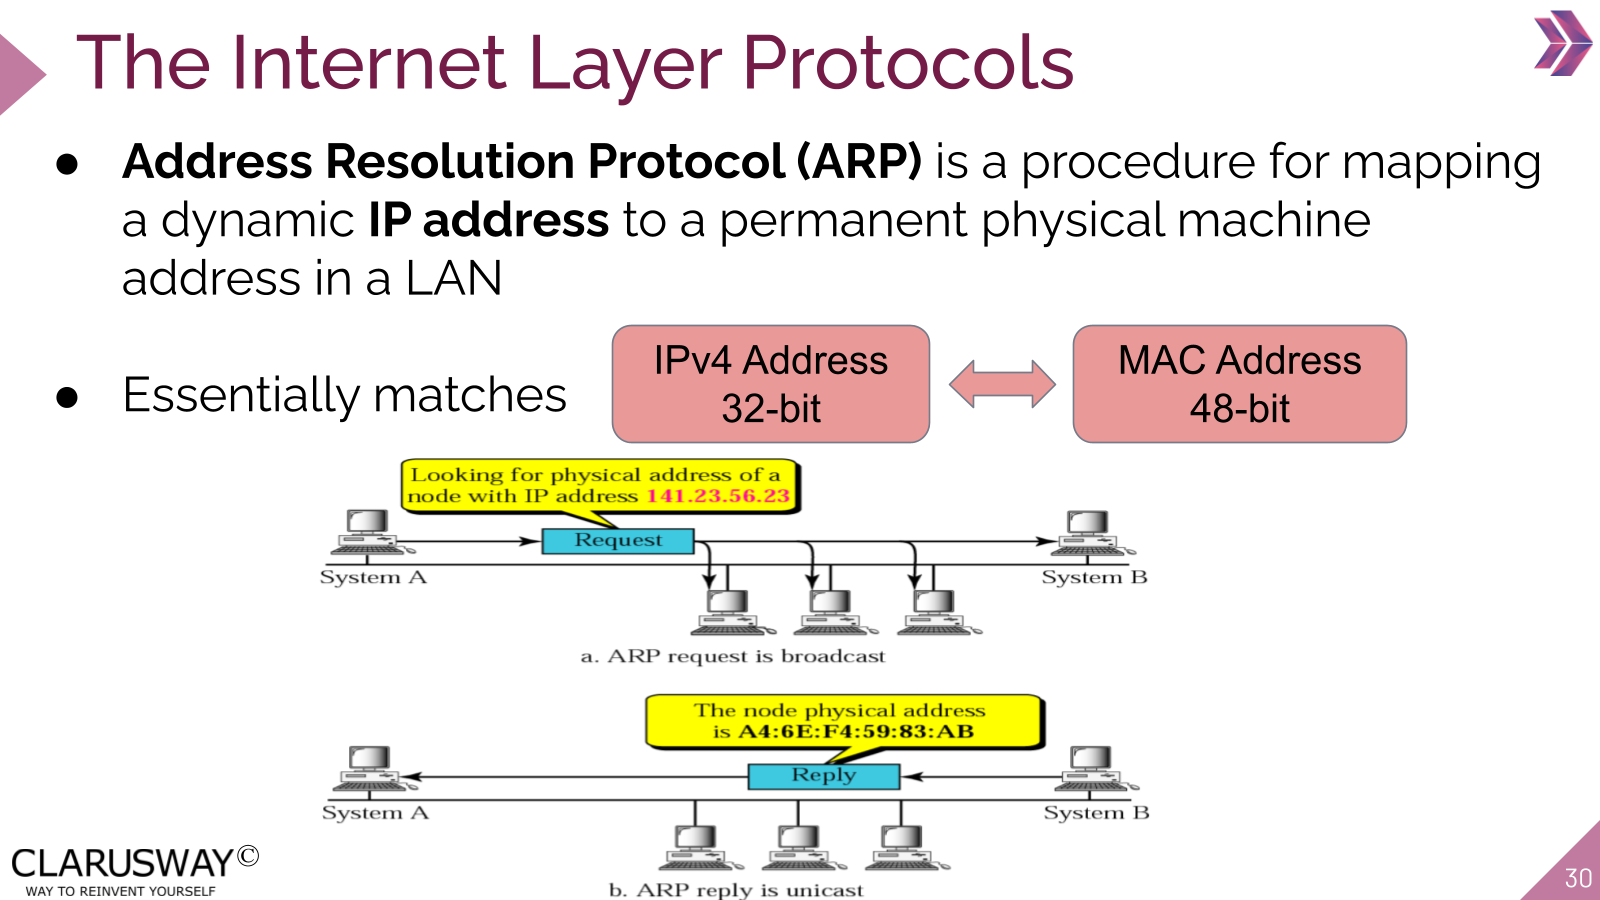 The Internet Layer Protocols
● Address Resolution Protocol (ARP) is a procedure for mapping
a dynamic IP address to a permanent physical machine
address in a LAN
● Essentially matches
IPv4 Address
32-bit
MAC Address
48-bit
Looking for physical address of a
node with IP address 141.23.56.23
Request
System A
System B
a. ARP request is broadcast
The node physical address
is A4:6E:F4:59:83:AB
Reply
System A
System B
b. ARP reply is unicast
CLARUSWAY©
WAY TO REINVENT YOURSELF
30